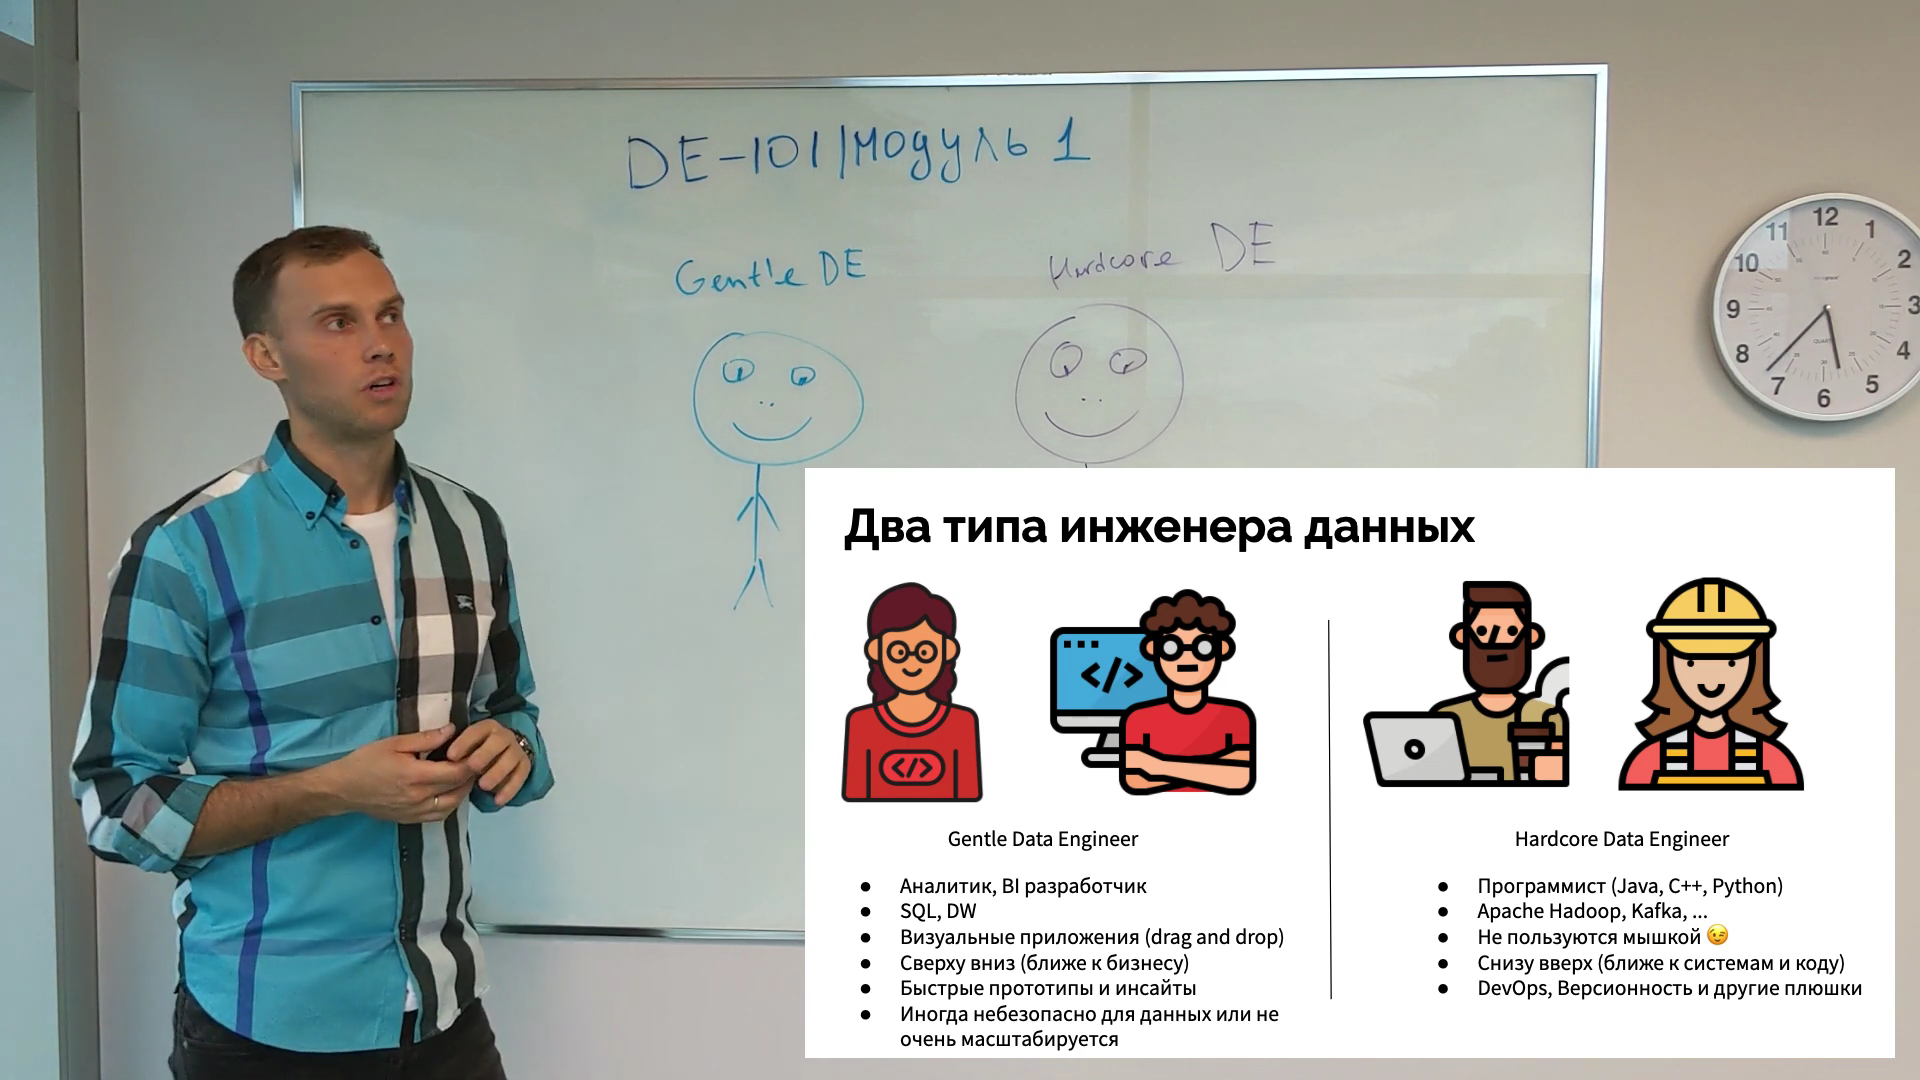 DE-101|Модуль 1
Gentle DE
Hardcore DE
12
1
2
3
4
5
6
7
8
9
10
11
Два типа инженера данных
</>
</>
Gentle Data Engineer
● Аналитик, BI разработчик
● SQL, DW
● Визуальные приложения (drag and drop)
● Сверху вниз (ближе к бизнесу)
● Быстрые прототипы и инсайты
● Иногда небезопасно для данных или не
очень масштабируется
Hardcore Data Engineer
● Программист (Java, C++, Python)
● Apache Hadoop, Kafka, ...
● Не пользуются мышкой 😉
● Снизу вверх (ближе к системам и коду)
● DevOps, Версионность и другие плюшки